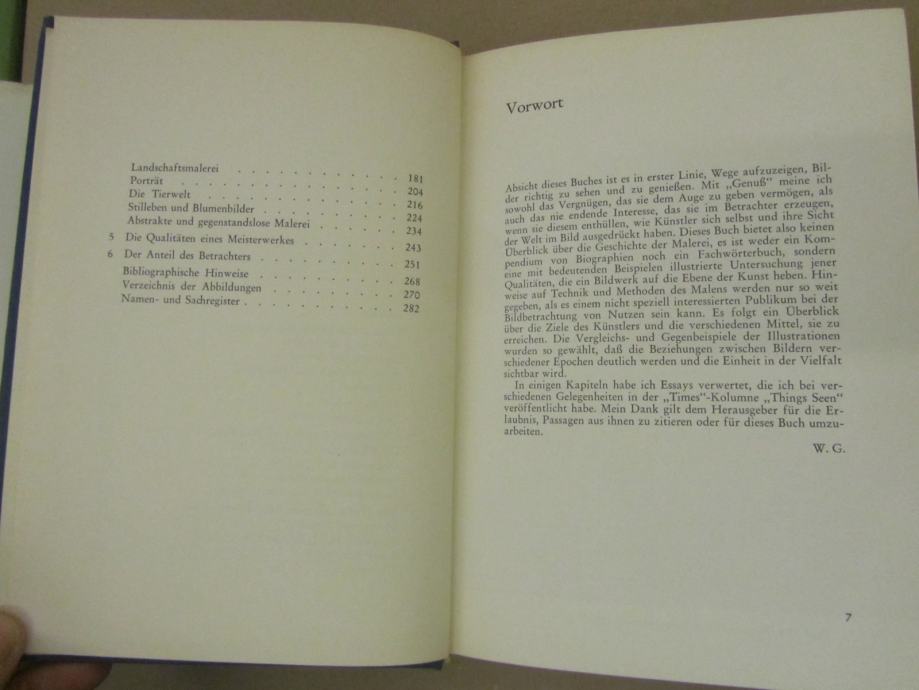 Landschaftsmalerei . . . . . . . . . . 181
Porträt . . . . . . . . . . . . . 204
Die Tierwelt . . . . . . . . . . . . 216
Stilleben und Blumenbilder . . . . . . . . 224
Abstrakte und gegenstandslose Malerei . . . . . 234
5 Die Qualitäten eines Meisterwerkes . . . . . . 243
6 Der Anteil des Betrachters . . . . . . . . 251
Bibliographische Hinweise . . . . . . . . 268
Verzeichnis der Abbildungen . . . . . . . 270
Namen- und Sachregister . . . . . . . . . 282
Vorwort
Absicht dieses Buches ist es in erster Linie, Wege aufzuzeigen, Bil-
der richtig zu sehen und zu genießen. Mit „Genuß“ meine ich
sowohl das Vergnügen, das sie dem Auge zu geben vermögen, als
auch das nie endende Interesse, das sie im Betrachter erzeugen,
wenn sie diesem enthüllen, wie Künstler sich selbst und ihre Sicht
der Welt im Bild ausgedrückt haben. Dieses Buch bietet also keinen
Überblick über die Geschichte der Malerei, es ist weder ein Kom-
pendium von Biographien noch ein Fachwörterbuch, sondern
eine mit bedeutenden Beispielen illustrierte Untersuchung jener
Qualitäten, die ein Bildwerk auf die Ebene der Kunst heben. Hin-
weise auf Technik und Methoden des Malens werden nur so weit
gegeben, als es einem nicht speziell interessierten Publikum bei der
Bildbetrachtung von Nutzen sein kann. Es folgt ein Überblick
über die Ziele des Künstlers und die verschiedenen Mittel, sie zu
erreichen. Die Vergleichs- und Gegenbeispiele der Illustrationen
wurden so gewählt, daß die Beziehungen zwischen Bildern ver-
schiedener Epochen deutlich werden und die Einheit in der Vielfalt
sichtbar wird.
In einigen Kapiteln habe ich Essays verwertet, die ich bei ver-
schiedenen Gelegenheiten in der „Times“-Kolumne „Things Seen“
veröffentlicht habe. Mein Dank gilt dem Herausgeber für die Er-
laubnis, Passagen aus ihnen zu zitieren oder für dieses Buch umzu-
arbeiten.
W. G.
7